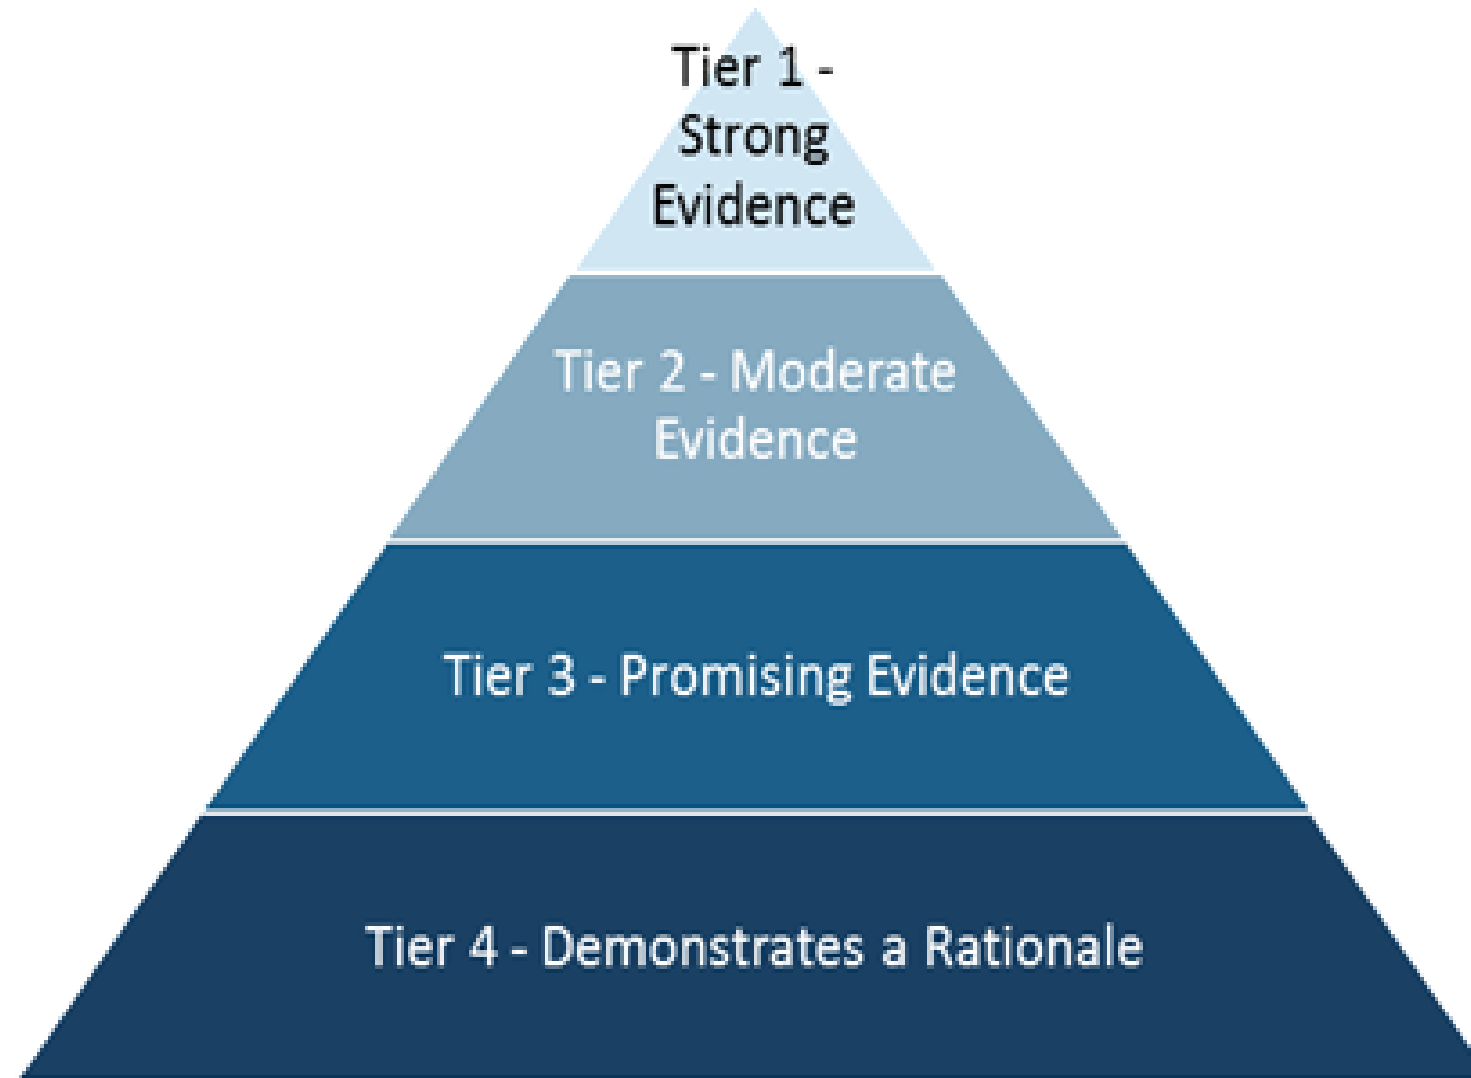 Tier 1 -
Strong
Evidence
Tier 2 - Moderate
Evidence
Tier 3 - Promising Evidence
Tier 4 - Demonstrates a Rationale